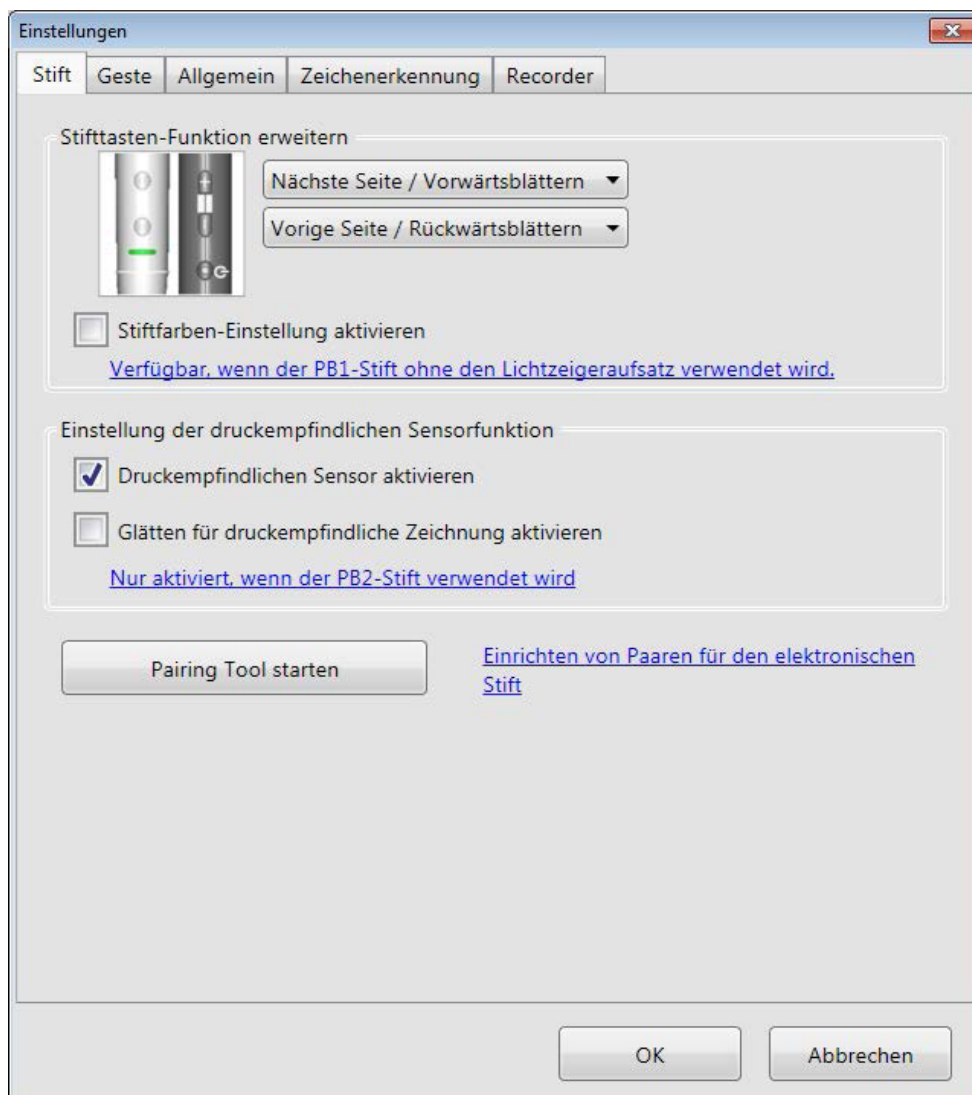 Einstellungen
Stift Geste Allgemein Zeichenerkennung Recorder
Stifttasten-Funktion erweitern
Nächste Seite / Vorwärtsblättern
Vorige Seite / Rückwärtsblättern
Stiftfarben-Einstellung aktivieren
Verfügbar, wenn der PB1-Stift ohne den Lichtzeigeraufsatz verwendet wird.
Einstellung der druckempfindlichen Sensorfunktion
Druckempfindlichen Sensor aktivieren
Glätten für druckempfindliche Zeichnung aktivieren
Nur aktiviert, wenn der PB2-Stift verwendet wird
Pairing Tool starten
Einrichten von Paaren für den elektronischen
Stift
OK Abbrechen